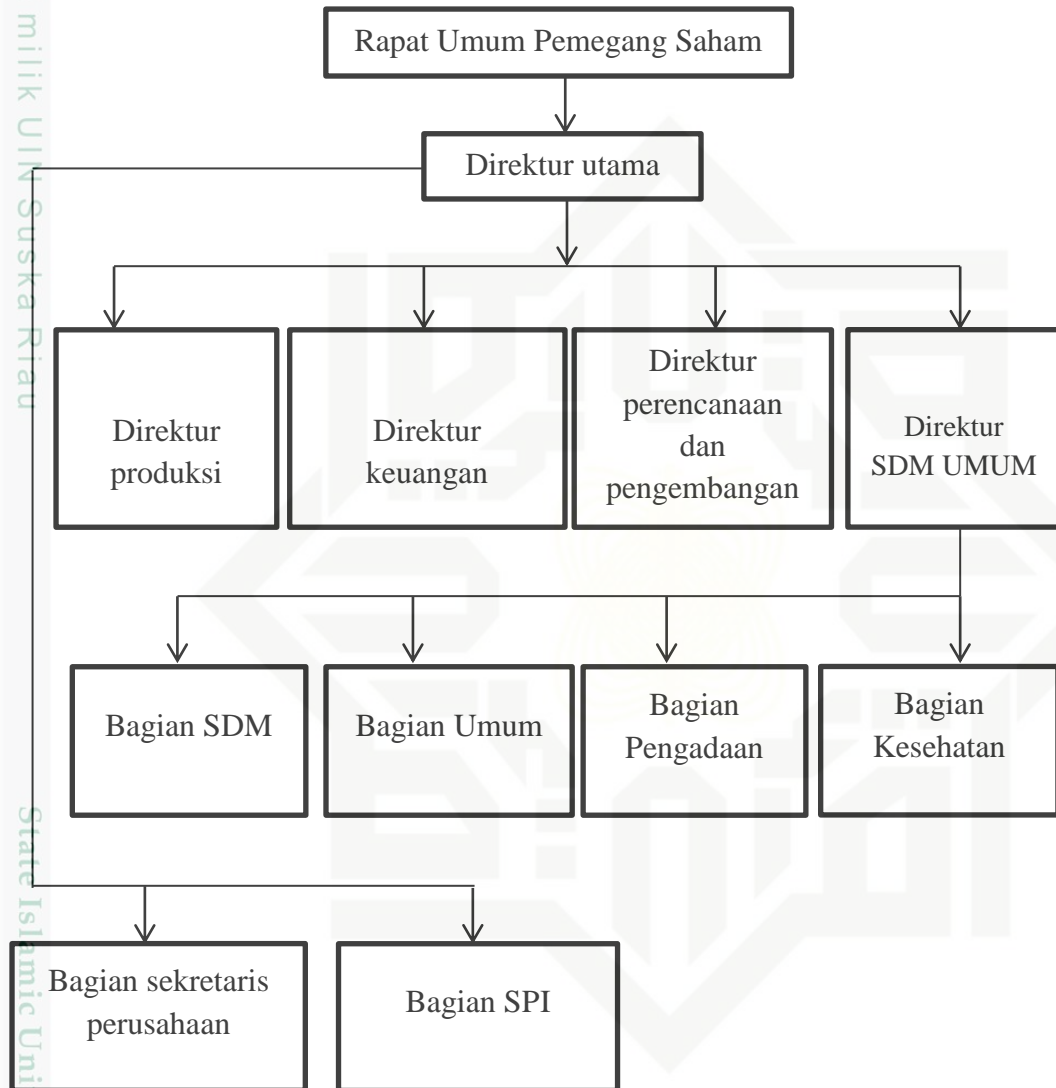 Rapat Umum Pemegang Saham
Direktur utama
Direktur
produksi
Direktur
keuangan
Direktur
perencanaan
dan
pengembangan
Direktur
SDM UMUM
Bagian SDM
Bagian Umum
Bagian
Pengadaan
Bagian
Kesehatan
Bagian sekretaris
perusahaan
Bagian SPI
milik UIN Suska Riau
State Islamic Uni